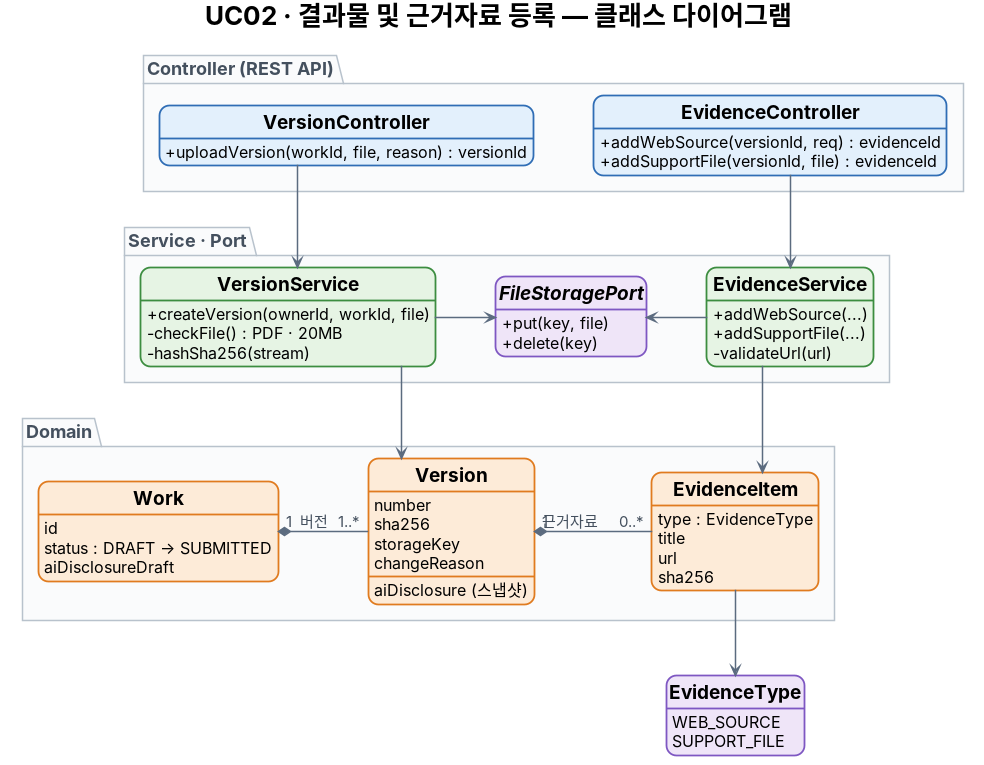 UC02 · 결과물 및 근거자료 등록 — 클래스 다이어그램
Controller (REST API)
VersionController
+uploadVersion(workId, file, reason) : versionId
EvidenceController
+addWebSource(versionId, req) : evidenceId
+addSupportFile(versionId, file) : evidenceId
Service · Port
VersionService
+createVersion(ownerId, workId, file)
-checkFile() : PDF · 20MB
-hashSha256(stream)
FileStoragePort
+put(key, file)
+delete(key)
EvidenceService
+addWebSource(...)
+addSupportFile(...)
-validateUrl(url)
Domain
Work
id
status : DRAFT → SUBMITTED
aiDisclosureDraft
1 버전 1..*
Version
number
sha256
storageKey
changeReason
aiDisclosure (스냅샷)
1 근거자료 0..*
EvidenceItem
type : EvidenceType
title
url
sha256
EvidenceType
WEB_SOURCE
SUPPORT_FILE